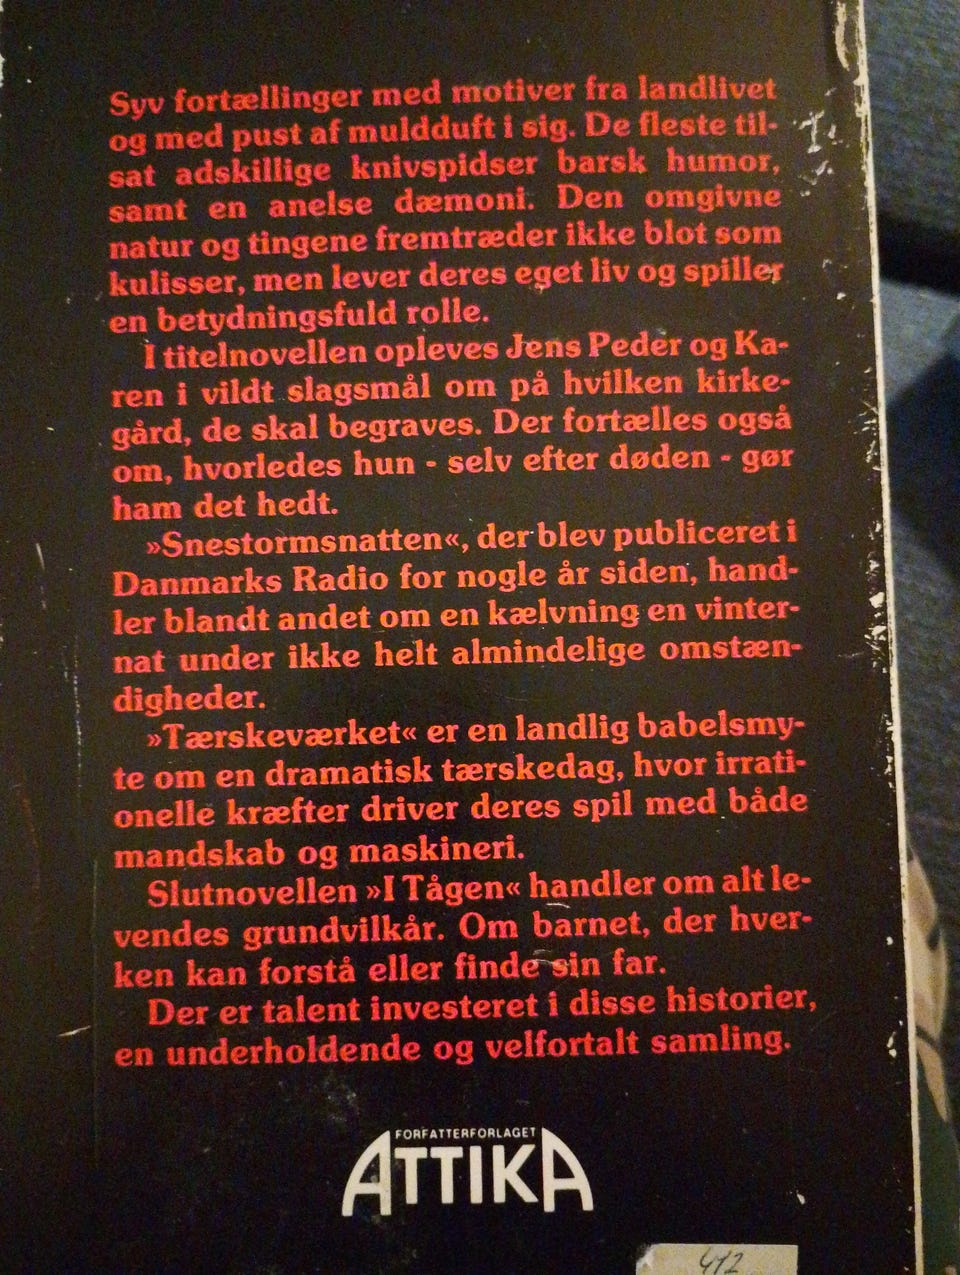 Syv fortællinger med motiver fra landlivet
og med pust af muldduft i sig. De fleste til-
sat adskillige knivspidser barsk humor,
samt en anelse dæmoni. Den omgivne
natur og tingene fremtræder ikke blot som
kulisser, men lever deres eget liv og spiller
en betydningsfuld rolle.
I titelnovellen opleves Jens Peder og Ka-
ren i vildt slagsmål om på hvilken kirke-
gård, de skal begraves. Der fortælles også
om, hvorledes hun - selv efter døden - gør
ham det hedt.
»Snestormsnatten«, der blev publiceret i
Danmarks Radio for nogle år siden, hand-
ler blandt andet om en kælvning en vinter-
nat under ikke helt almindelige omstæn-
digheder.
»Tærskeværket« er en landlig babelsmy-
te om en dramatisk tærskedag, hvor irrati-
onelle kræfter driver deres spil med både
mandskab og maskineri.
Slutnovellen »I Tågen« handler om alt le-
vendes grundvilkår. Om barnet, der hver-
ken kan forstå eller finde sin far.
Der er talent investeret i disse historier,
en underholdende og velfortalt samling.
FORFATTERFORLAGET
ATTIKA
412